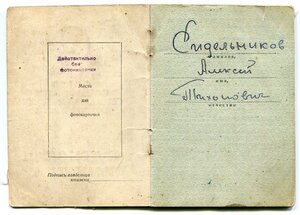 Действительно
без
фотокарточки
Место
для
фотокарточки
Подпись владельца
книжки
Сидельников
фамилия,
Алексей
имя,
Тихонович
отчество